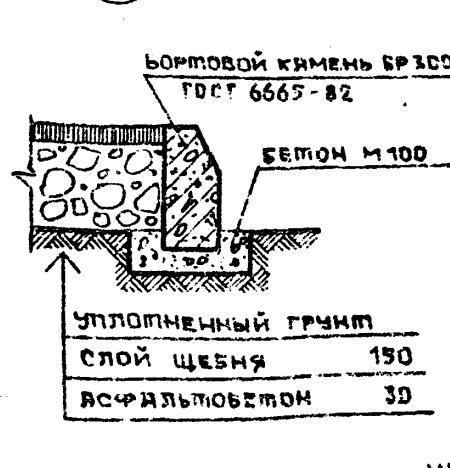 БОРТОВОЙ КАМЕНЬ БР300
ГОСТ 6665-82
БЕТОН М100
УПЛОТНЕННЫЙ ГРУНТ
СЛОЙ ЩЕБНЯ 150
АСФАЛЬТОБЕТОН 30